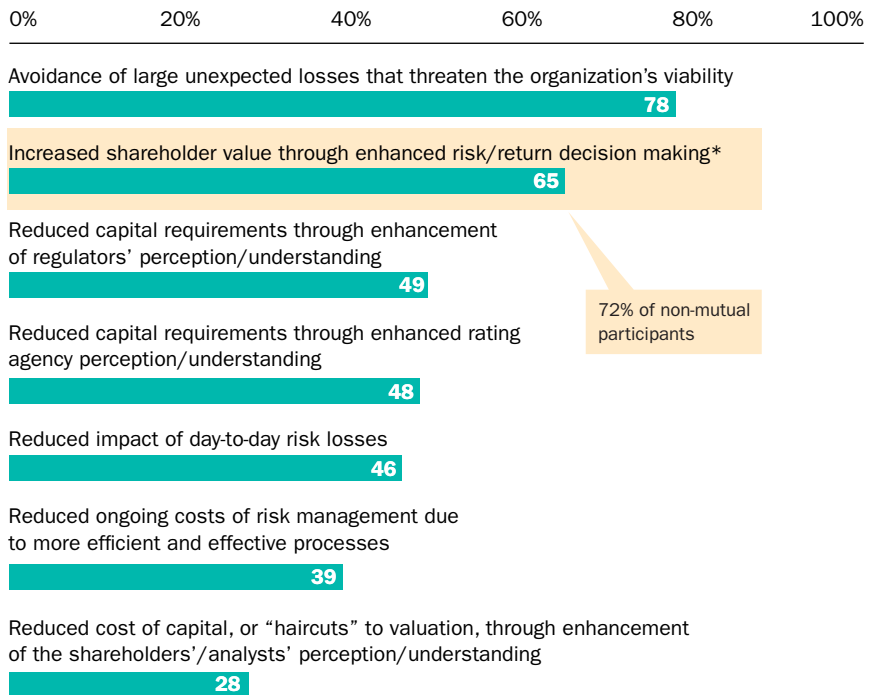 0% 20% 40% 60% 80% 100%
Avoidance of large unexpected losses that threaten the organization’s viability
78
Increased shareholder value through enhanced risk/return decision making*
65
Reduced capital requirements through enhancement
of regulators’ perception/understanding
49
72% of non-mutual
participants
Reduced capital requirements through enhanced rating
agency perception/understanding
48
Reduced impact of day-to-day risk losses
46
Reduced ongoing costs of risk management due
to more efficient and effective processes
39
Reduced cost of capital, or “haircuts” to valuation, through enhancement
of the shareholders’/analysts’ perception/understanding
28